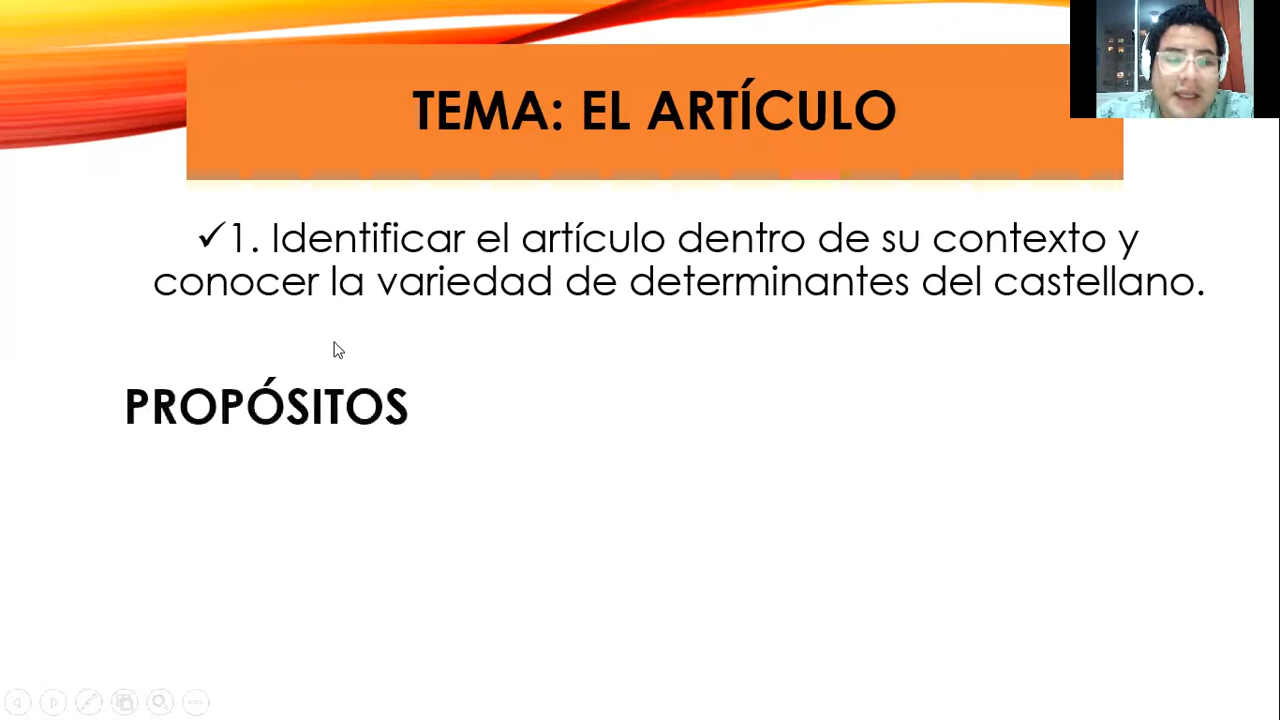 TEMA: EL ARTÍCULO
✓1. Identificar el artículo dentro de su contexto y
conocer la variedad de determinantes del castellano.
PROPÓSITOS